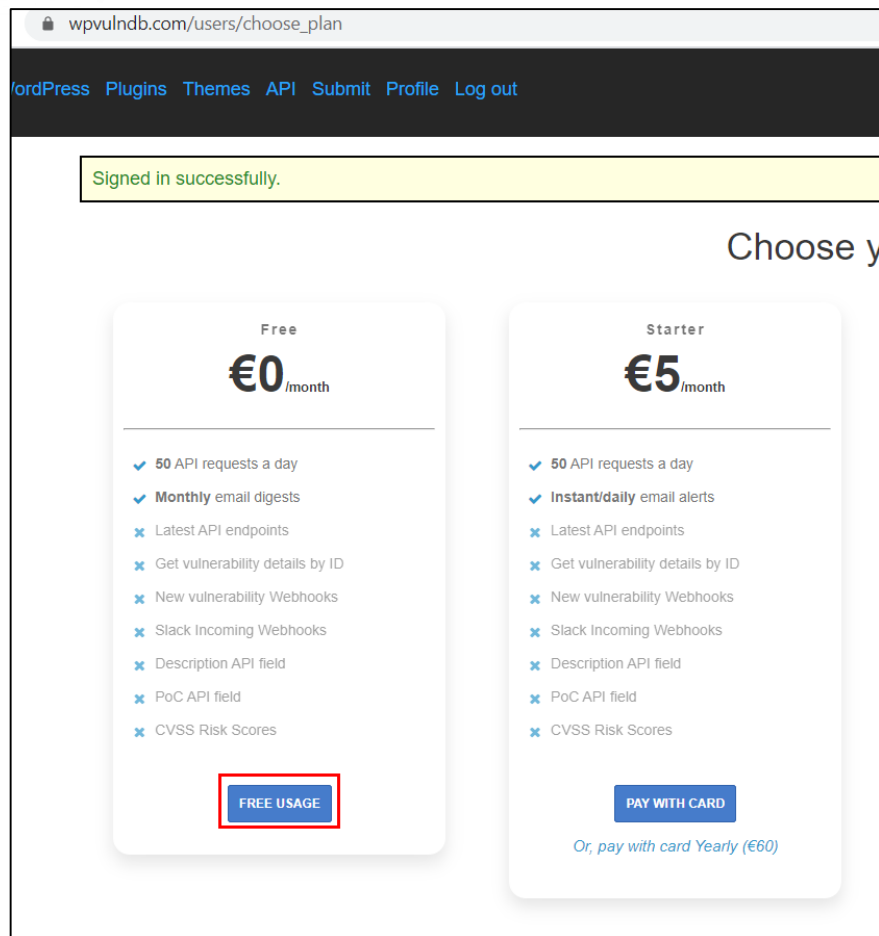 wpvulndb.com/users/choose_plan
ordPress Plugins Themes API Submit Profile Log out
Signed in successfully.
Choose y
Free
€0/month
50 API requests a day
Monthly email digests
Latest API endpoints
Get vulnerability details by ID
New vulnerability Webhooks
Slack Incoming Webhooks
Description API field
PoC API field
CVSS Risk Scores
FREE USAGE
Starter
€5/month
50 API requests a day
Instant/daily email alerts
Latest API endpoints
Get vulnerability details by ID
New vulnerability Webhooks
Slack Incoming Webhooks
Description API field
PoC API field
CVSS Risk Scores
PAY WITH CARD
Or, pay with card Yearly (€60)